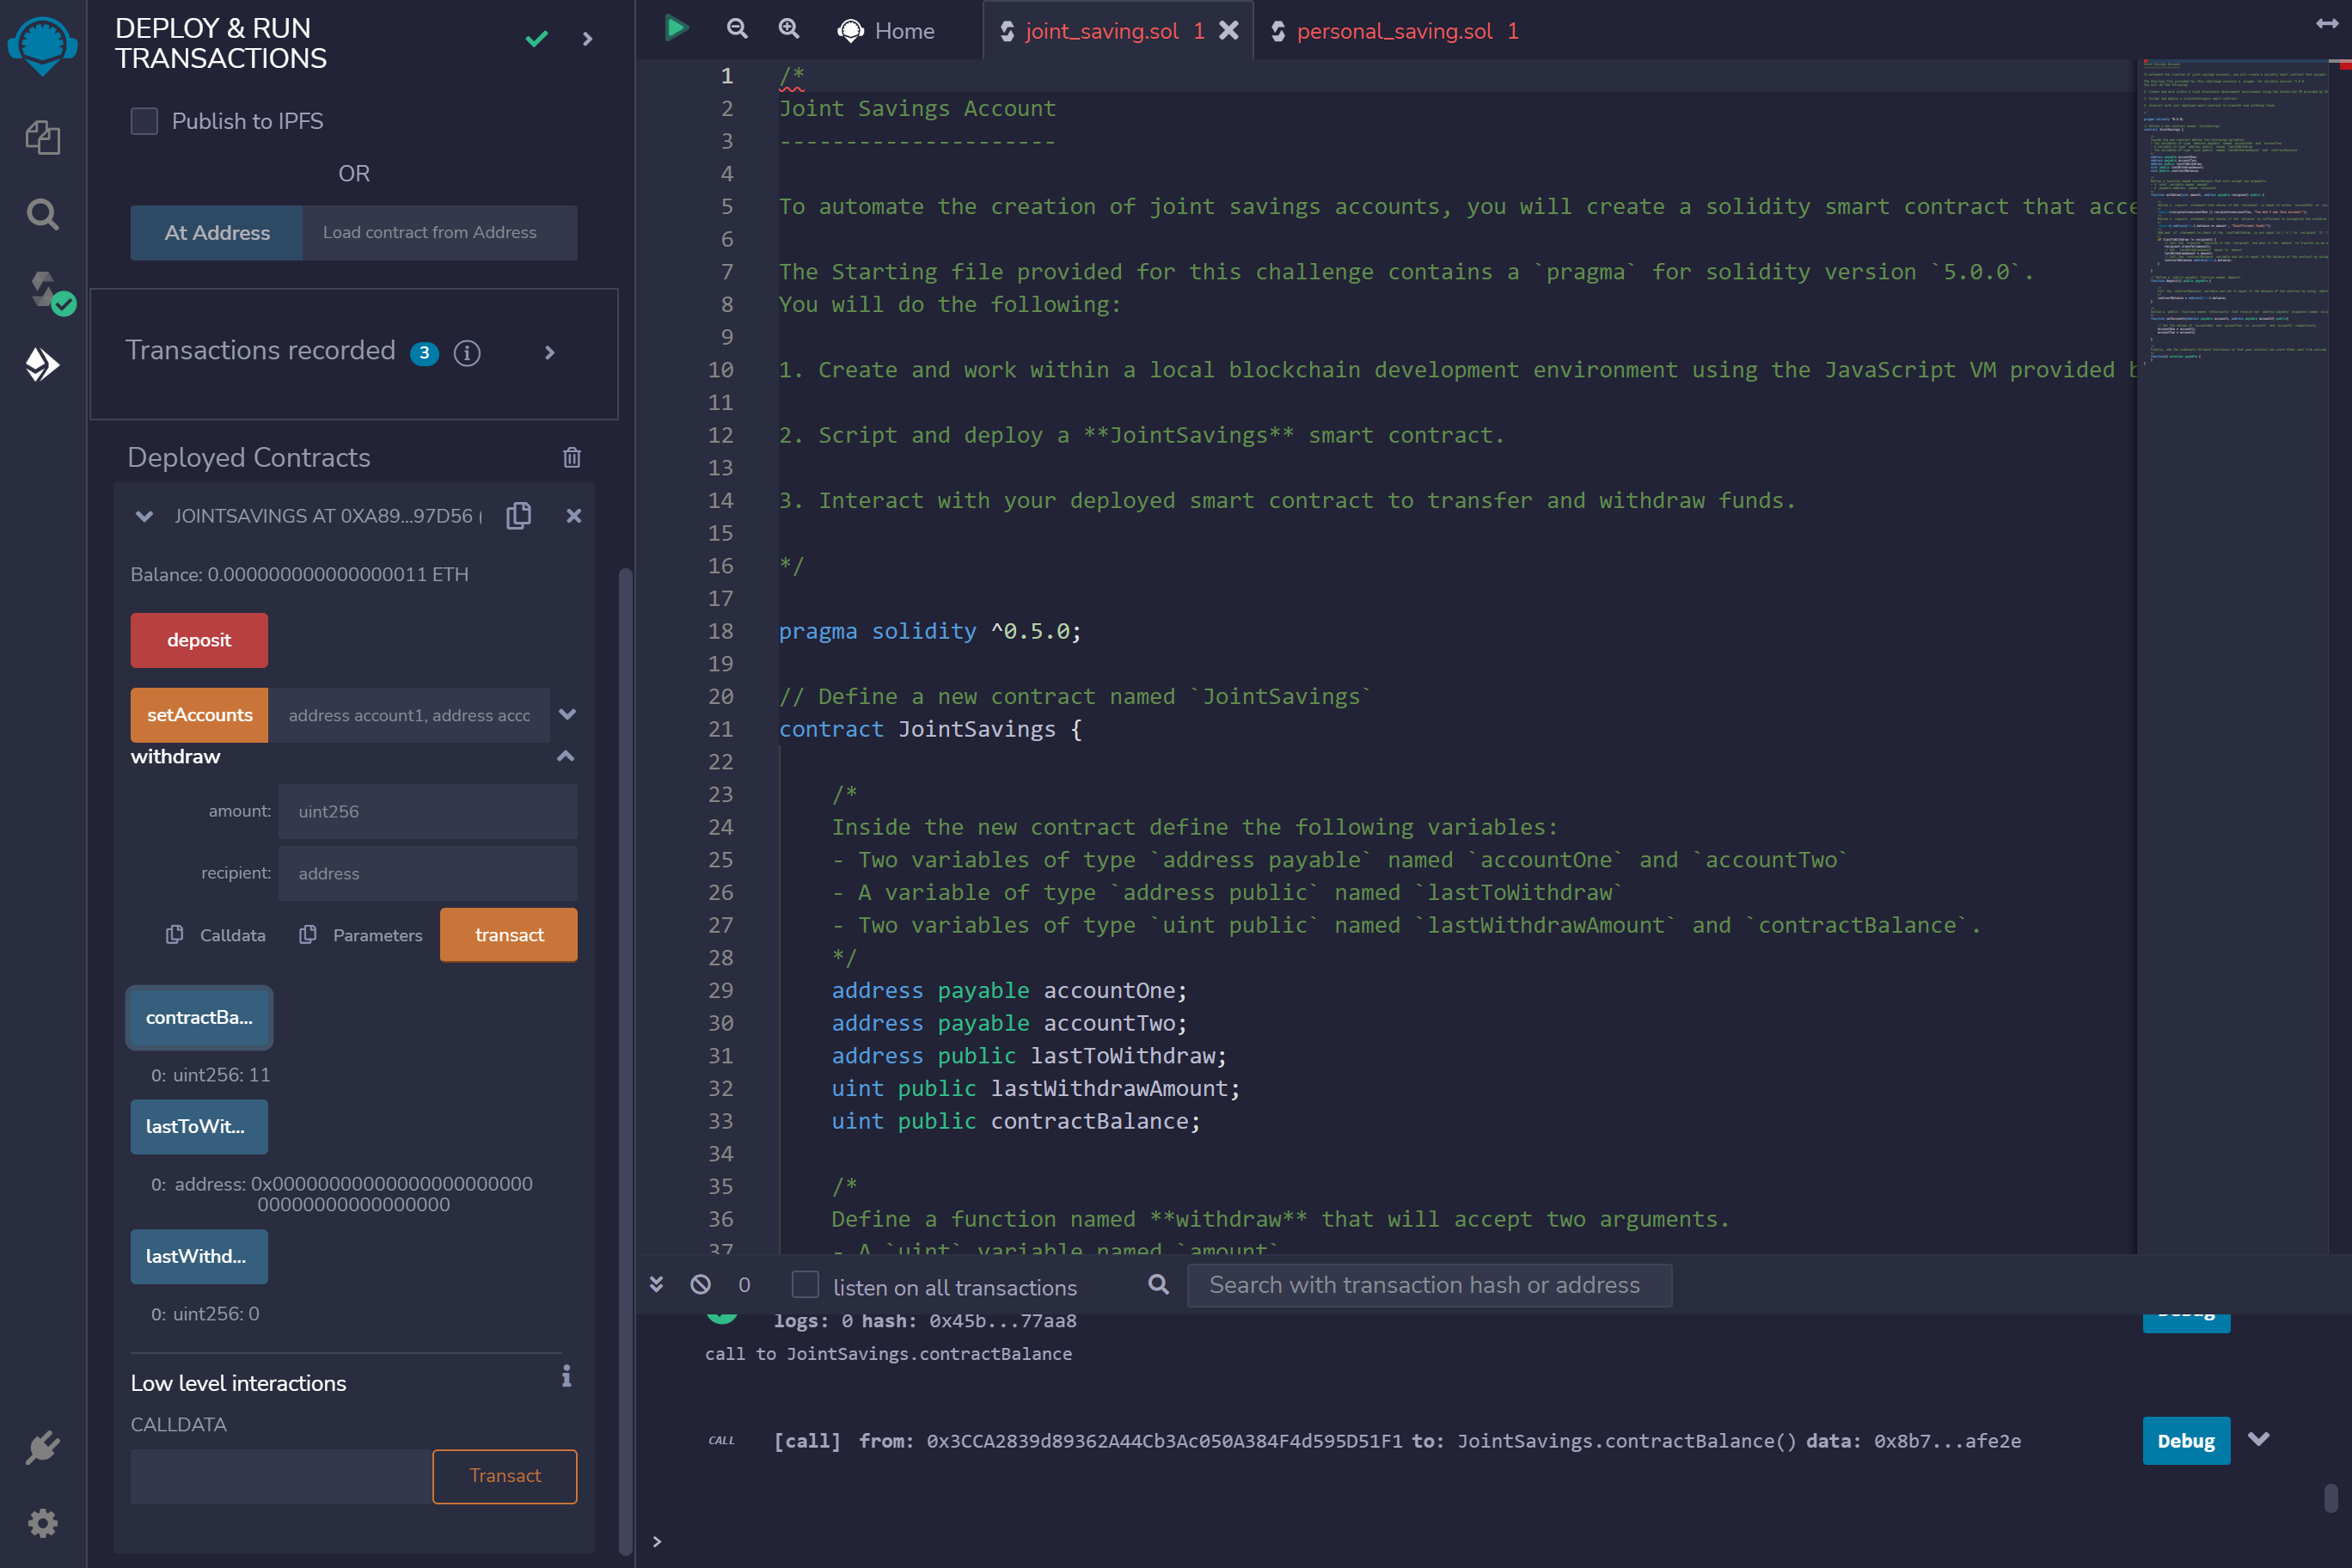 DEPLOY & RUN
TRANSACTIONS
Publish to IPFS
OR
At Address
Load contract from Address
Transactions recorded 3
Deployed Contracts
JOINTSAVINGS AT 0XA89...97D56 (
Balance: 0.000000000000000011 ETH
deposit
setAccounts
address account1, address accc
withdraw
amount: uint256
recipient: address
Calldata
Parameters
transact
contractBa...
0: uint256: 11
lastToWit...
0: address: 0x00000000000000000000000
00000000000000000
lastWithd...
0: uint256: 0
Low level interactions
CALLDATA
Transact
Home
joint_saving.sol 1
personal_saving.sol 1
1 /*
2 Joint Savings Account
3 ---------------------
4
5 To automate the creation of joint savings accounts, you will create a solidity smart contract that acce
6
7 The Starting file provided for this challenge contains a `pragma` for solidity version `5.0.0`.
8 You will do the following:
9
10 1. Create and work within a local blockchain development environment using the JavaScript VM provided b
11
12 2. Script and deploy a **JointSavings** smart contract.
13
14 3. Interact with your deployed smart contract to transfer and withdraw funds.
15
16 */
17
18 pragma solidity ^0.5.0;
19
20 // Define a new contract named `JointSavings`
21 contract JointSavings {
22
23 /*
24 Inside the new contract define the following variables:
25 - Two variables of type `address payable` named `accountOne` and `accountTwo`
26 - A variable of type `address public` named `lastToWithdraw`
27 - Two variables of type `uint public` named `lastWithdrawAmount` and `contractBalance`.
28 */
29 address payable accountOne;
30 address payable accountTwo;
31 address public lastToWithdraw;
32 uint public lastWithdrawAmount;
33 uint public contractBalance;
34
35 /*
36 Define a function named **withdraw** that will accept two arguments.
37 - A `uint` variable named `amount`
0
listen on all transactions
Search with transaction hash or address
logs: 0 hash: 0x45b...77aa8
Debug
call to JointSavings.contractBalance
CALL [call] from: 0x3CCA2839d89362A44Cb3Ac050A384F4d595D51F1 to: JointSavings.contractBalance() data: 0x8b7...afe2e
Debug
>